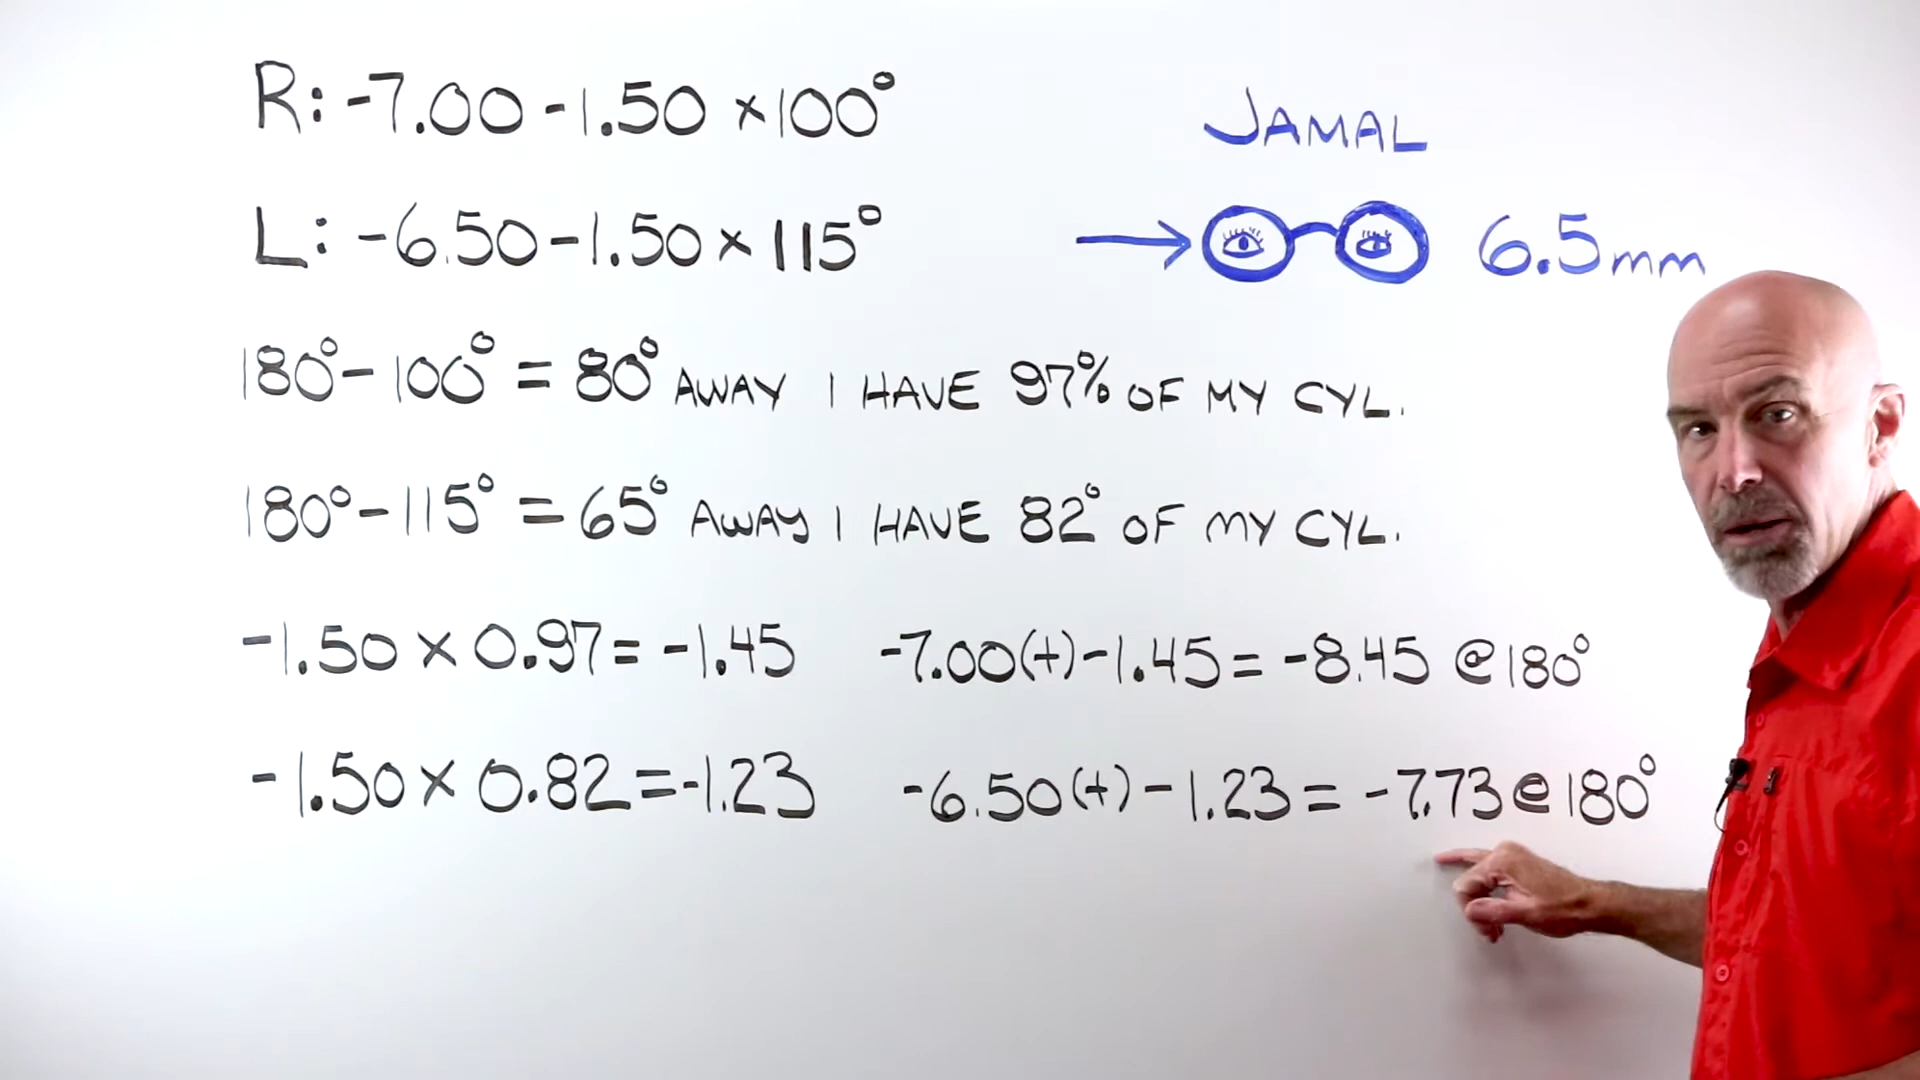 R: -7.00 -1.50 ×100°
JAMAL
L: -6.50 -1.50 × 115°
6.5mm
180° - 100° = 80° AWAY I HAVE 97% OF MY CYL.
180° - 115° = 65° AWAY I HAVE 82° OF MY CYL.
-1.50 × 0.97 = -1.45
-7.00 (+) -1.45 = -8.45 @ 180°
-1.50 × 0.82 = -1.23
-6.50 (+) -1.23 = -7.73 @ 180°